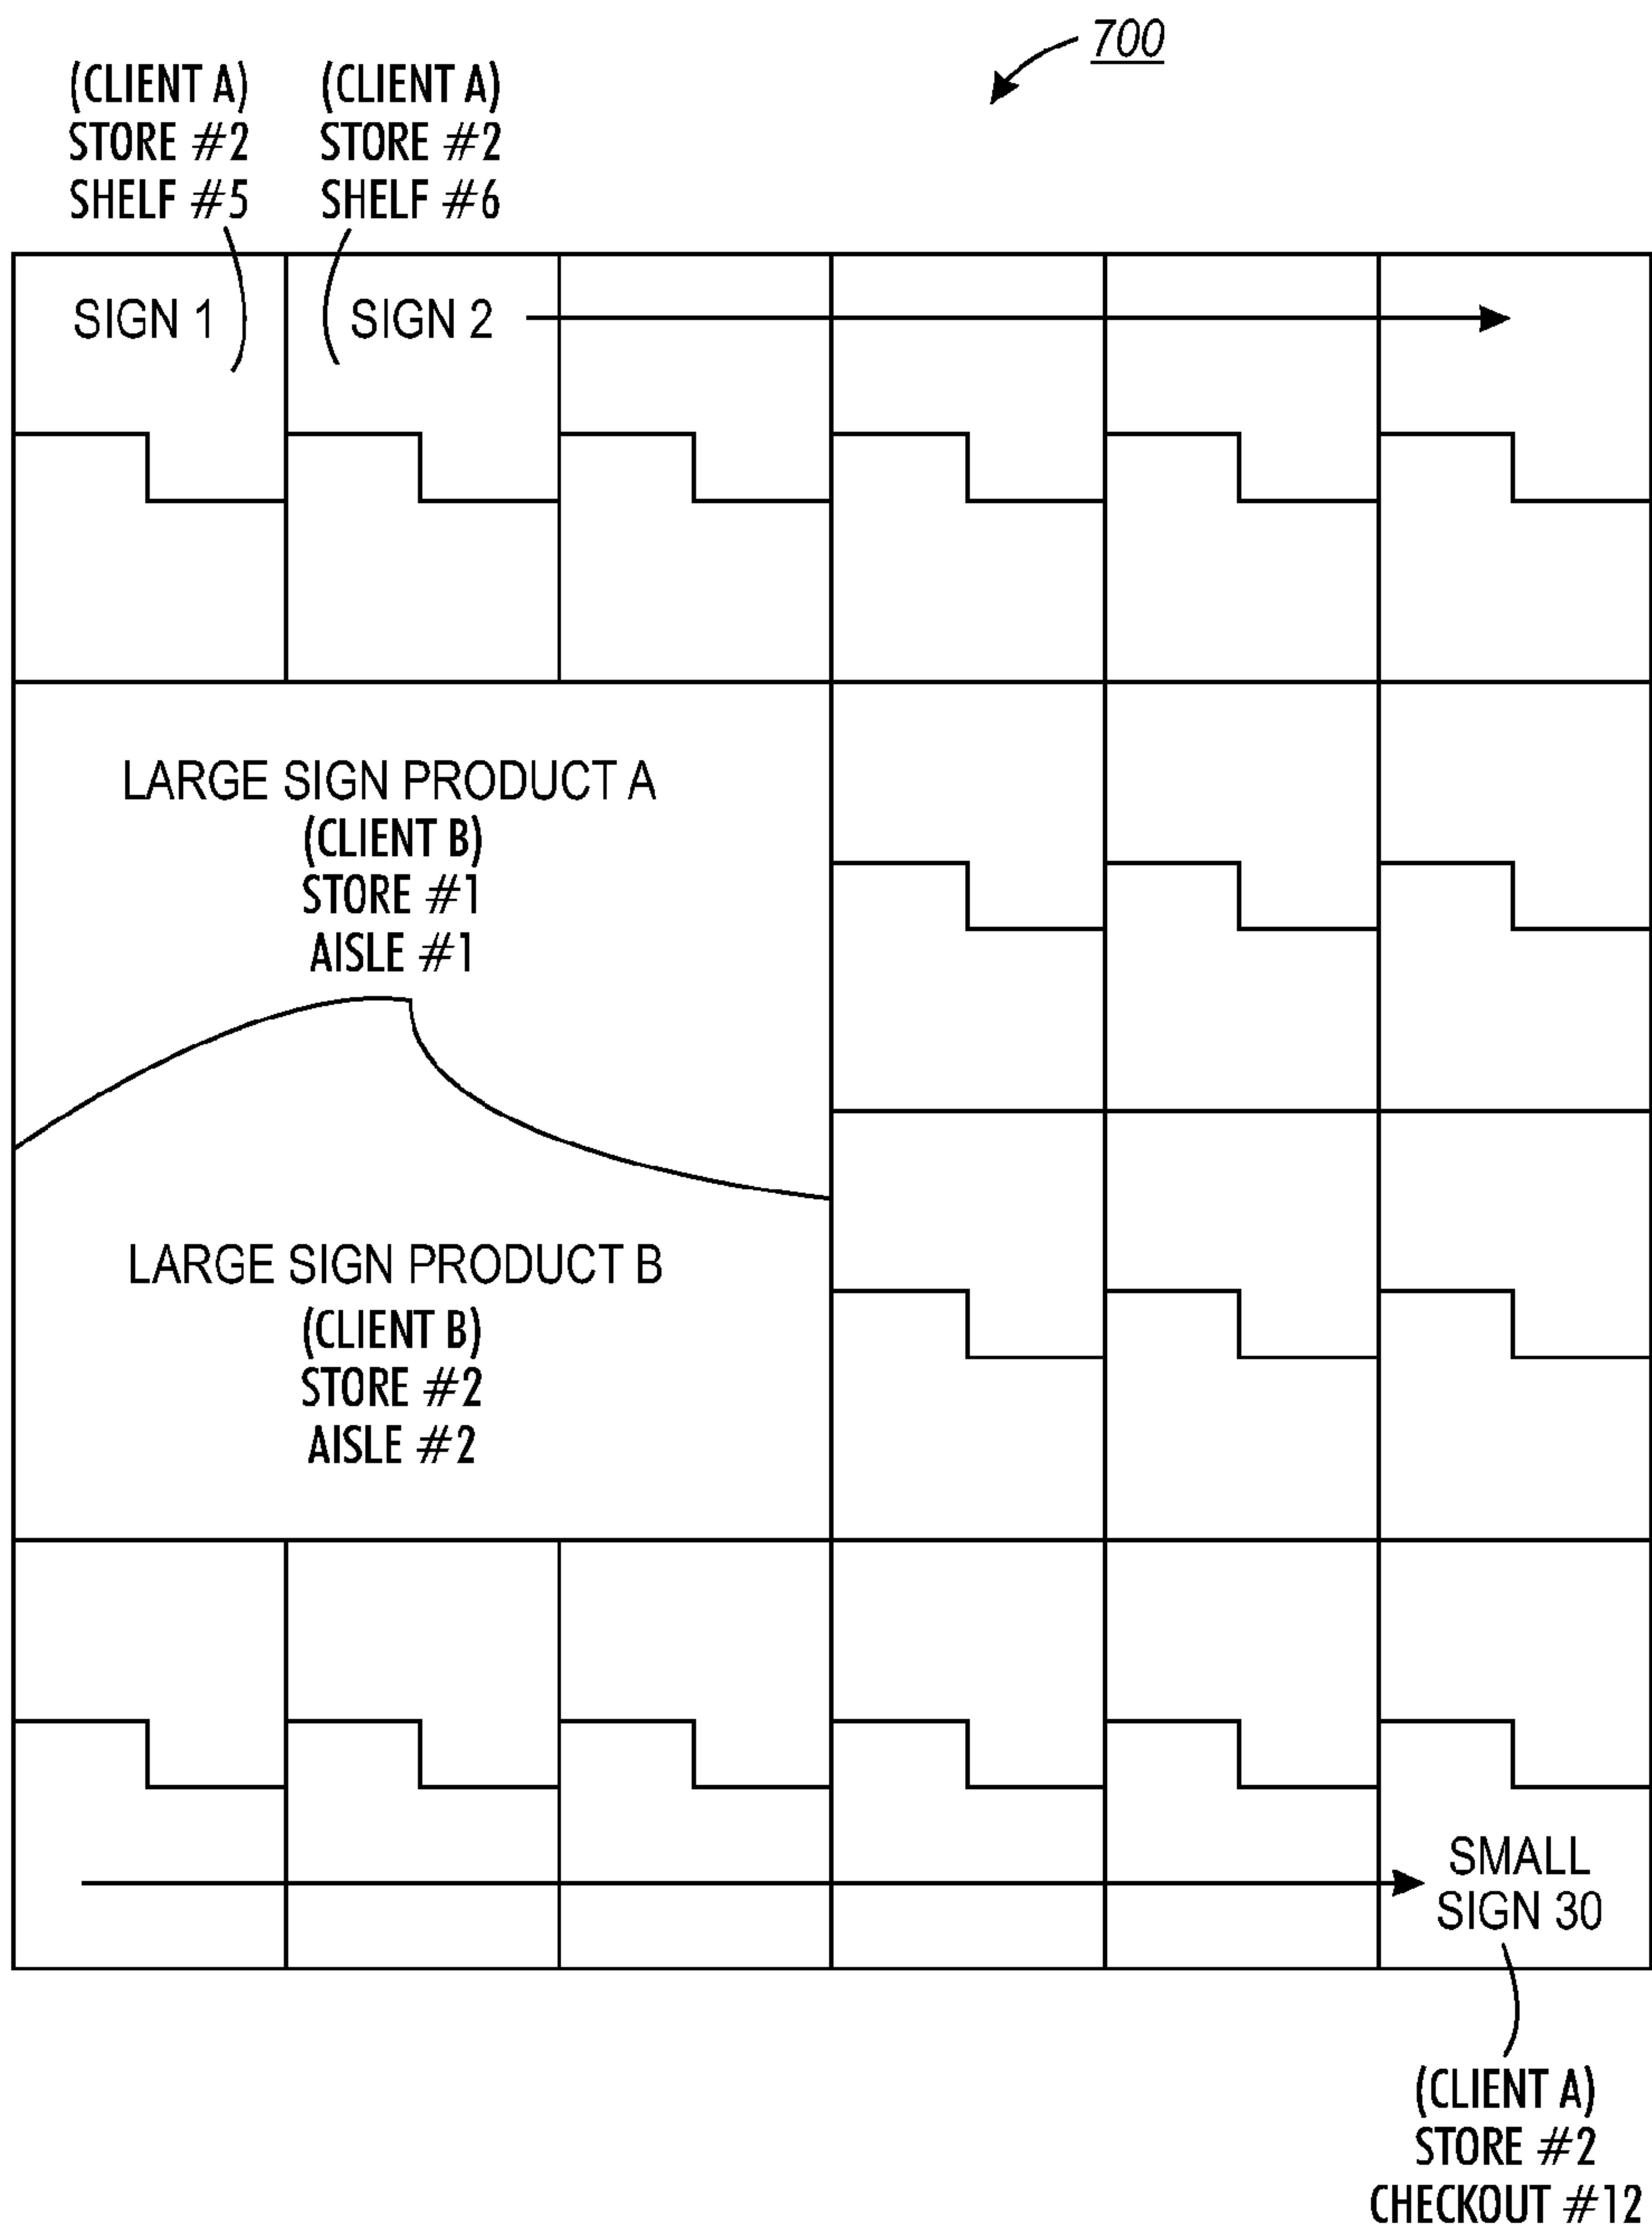 700
(CLIENT A)
STORE #2
SHELF #5
(CLIENT A)
STORE #2
SHELF #6
SIGN 1
SIGN 2
LARGE SIGN PRODUCT A
(CLIENT B)
STORE #1
AISLE #1
LARGE SIGN PRODUCT B
(CLIENT B)
STORE #2
AISLE #2
SMALL
SIGN 30
(CLIENT A)
STORE #2
CHECKOUT #12